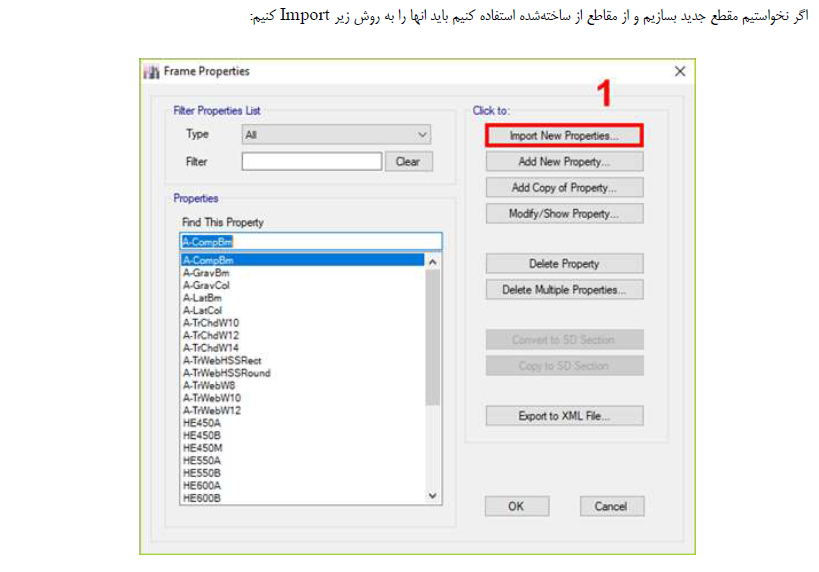 اگر نخواستیم مقطع جدید بسازیم و از مقاطع از ساخته‌شده استفاده کنیم باید انها را به روش زیر Import کنیم:
Frame Properties
1
Filter Properties List
Type
All
Filter
Clear
Properties
Find This Property
A-CompBm
A-CompBm
A-GravBm
A-GravCol
A-LatBm
A-LatCol
A-TrChdW10
A-TrChdW12
A-TrChdW14
A-TrWebHSSRect
A-TrWebHSSRound
A-TrWebW8
A-TrWebW10
A-TrWebW12
HE450A
HE450B
HE450M
HE550A
HE550B
HE600A
HE600B
Click to:
Import New Properties...
Add New Property...
Add Copy of Property...
Modify/Show Property...
Delete Property
Delete Multiple Properties...
Convert to SD Section
Copy to SD Section
Export to XML File...
OK
Cancel